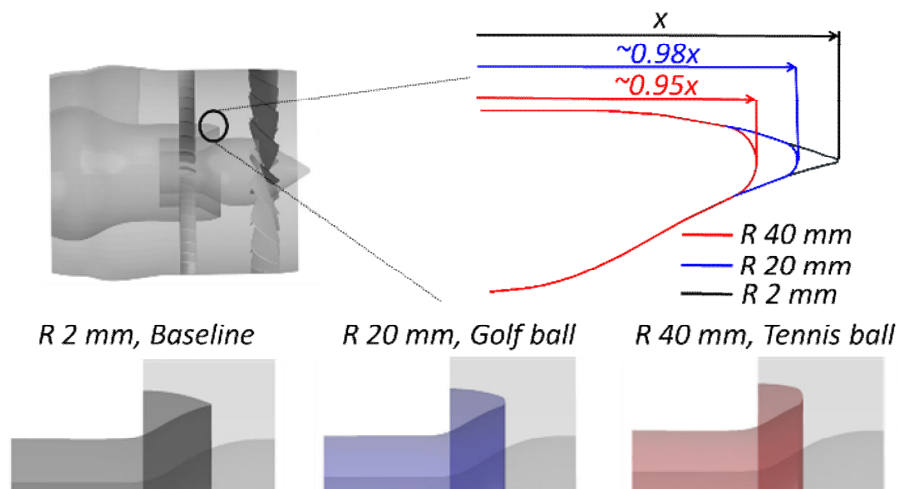 x
~0.98x
~0.95x
R 40 mm
R 20 mm
R 2 mm
R 2 mm, Baseline
R 20 mm, Golf ball
R 40 mm, Tennis ball